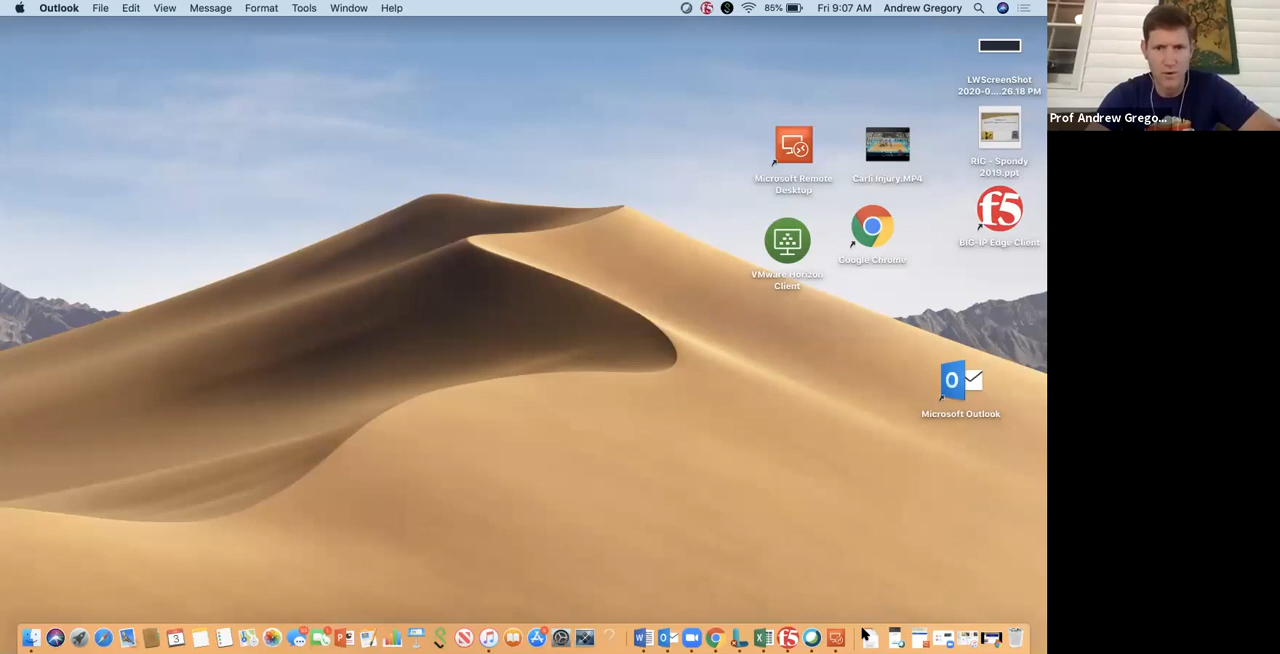 Outlook File Edit View Message Format Tools Window Help
85% Fri 9:07 AM Andrew Gregory
LWScreenShot
2020-0....26.18 PM
Prof Andrew Grego...
Microsoft Remote
Desktop
Carli Injury.MP4
RIG - Spondy
2019.ppt
f5
BIG-IP Edge Client
Google Chrome
VMware Horizon
Client
O
Microsoft Outlook